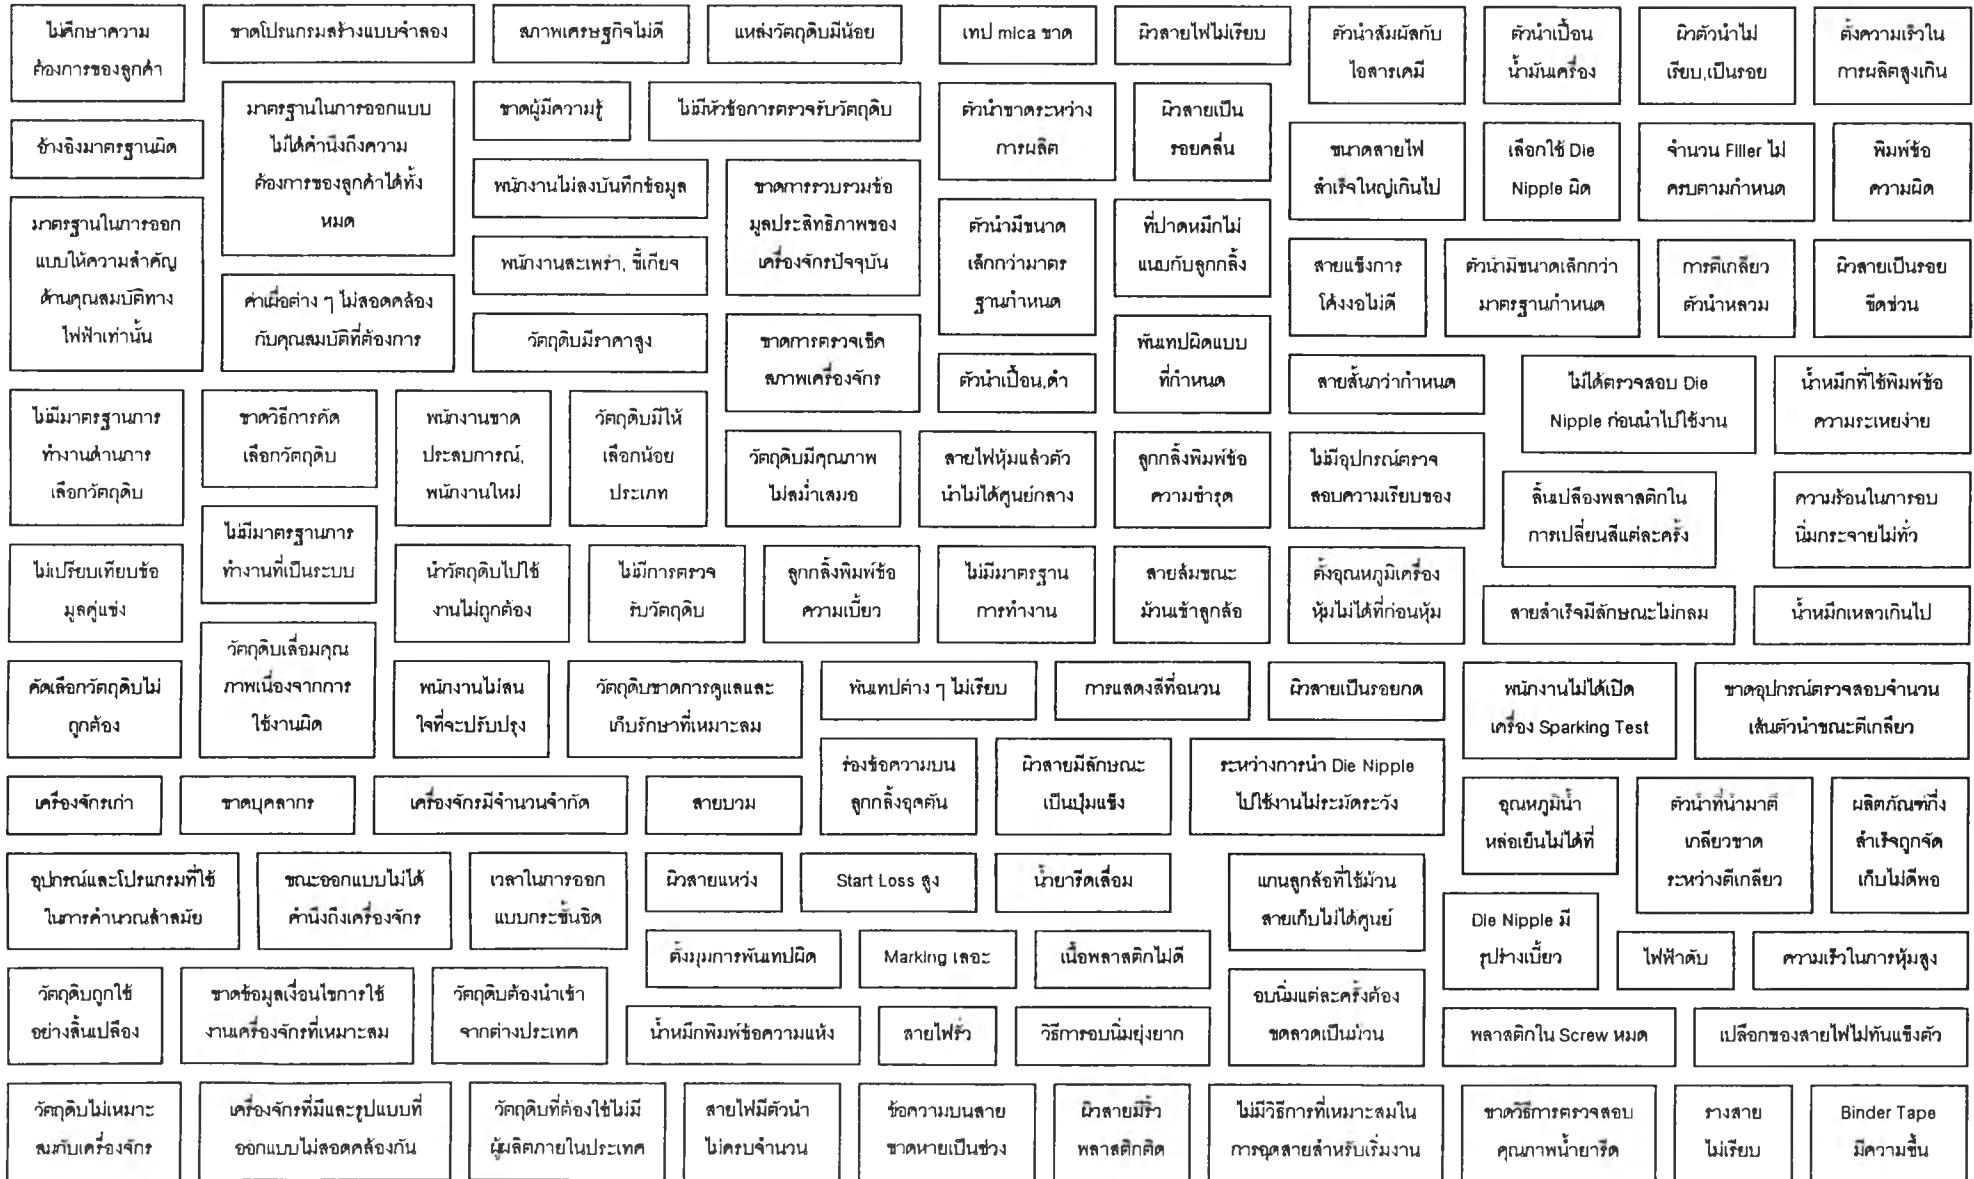 ไม่ศึกษาความ
ต้องการของลูกค้า
ขาดโปรแกรมสร้างแบบจำลอง
สภาพเศรษฐกิจไม่ดี
แหล่งวัตถุดิบมีน้อย
เทป mica ขาด
ผิวสายไฟไม่เรียบ
ตัวนำสัมผัสกับ
ไอสารเคมี
ตัวนำเปื้อน
น้ำมันเครื่อง
ผิวตัวนำไม่
เรียบ,เป็นรอย
ตั้งความเร็วใน
การผลิตสูงเกิน
อ้างอิงมาตรฐานผิด
มาตรฐานในการออกแบบ
ไม่ได้คำนึงถึงความ
ต้องการของลูกค้าได้ทั้ง
หมด
ขาดผู้มีความรู้
ไม่มีหัวข้อการตรวจรับวัตถุดิบ
ตัวนำขาดระหว่าง
การผลิต
ผิวสายเป็น
รอยคลื่น
ขนาดสายไฟ
สำเร็จใหญ่เกินไป
เลือกใช้ Die
Nipple ผิด
จำนวน Filler ไม่
ครบตามกำหนด
พิมพ์ข้อ
ความผิด
พนักงานไม่ลงบันทึกข้อมูล
ขาดการรวบรวมข้อ
มูลประสิทธิภาพของ
เครื่องจักรปัจจุบัน
มาตรฐานในการออก
แบบให้ความสำคัญ
ด้านคุณสมบัติทาง
ไฟฟ้าเท่านั้น
พนักงานสะเพร่า, ขี้เกียจ
ตัวนำมีขนาด
เล็กกว่ามาตร
ฐานกำหนด
ที่ปาดหมึกไม่
แนบกับลูกกลิ้ง
สายแข็งการ
โค้งงอไม่ดี
ตัวนำมีขนาดเล็กกว่า
มาตรฐานกำหนด
การตีเกลียว
ตัวนำหลวม
ผิวสายเป็นรอย
ขีดข่วน
ค่าเผื่อต่าง ๆ ไม่สอดคล้อง
กับคุณสมบัติที่ต้องการ
วัตถุดิบมีราคาสูง
ขาดการตรวจเช็ค
สภาพเครื่องจักร
ตัวนำเปื้อน,ดำ
พันเทปผิดแบบ
ที่กำหนด
สายสั้นกว่ากำหนด
ไม่ได้ตรวจสอบ Die
Nipple ก่อนนำไปใช้งาน
น้ำหมึกที่ใช้พิมพ์ข้อ
ความระเหยง่าย
ไม่มีมาตรฐานการ
ทำงานด้านการ
เลือกวัตถุดิบ
ขาดวิธีการคัด
เลือกวัตถุดิบ
พนักงานขาด
ประสบการณ์,
พนักงานใหม่
วัตถุดิบมีให้
เลือกน้อย
ประเภท
วัตถุดิบมีคุณภาพ
ไม่สม่ำเสมอ
สายไฟหุ้มแล้วตัว
นำไม่ได้ศูนย์กลาง
ลูกกลิ้งพิมพ์ข้อ
ความชำรุด
ไม่มีอุปกรณ์ตรวจ
สอบความเรียบของ
สิ้นเปลืองพลาสติกใน
การเปลี่ยนสีแต่ละครั้ง
ความร้อนในการอบ
นิ่มกระจายไม่ทั่ว
ไม่มีมาตรฐานการ
ทำงานที่เป็นระบบ
ไม่เปรียบเทียบข้อ
มูลคู่แข่ง
นำวัตถุดิบไปใช้
งานไม่ถูกต้อง
ไม่มีการตรวจ
รับวัตถุดิบ
ลูกกลิ้งพิมพ์ข้อ
ความเบี้ยว
ไม่มีมาตรฐาน
การทำงาน
สายล้มขณะ
ม้วนเข้าลูกล้อ
ตั้งอุณหภูมิเครื่อง
หุ้มไม่ได้ที่ก่อนหุ้ม
สายสำเร็จมีลักษณะไม่กลม
น้ำหมึกเหลวเกินไป
วัตถุดิบเสื่อมคุณ
ภาพเนื่องจากการ
ใช้งานผิด
คัดเลือกวัตถุดิบไม่
ถูกต้อง
พนักงานไม่สน
ใจที่จะปรับปรุง
วัตถุดิบขาดการดูแลและ
เก็บรักษาที่เหมาะสม
พันเทปต่าง ๆ ไม่เรียบ
การแสดงสีที่ฉนวน
ผิวสายเป็นรอยกด
พนักงานไม่ได้เปิด
เครื่อง Sparking Test
ขาดอุปกรณ์ตรวจสอบจำนวน
เส้นตัวนำขณะตีเกลียว
เครื่องจักรเก่า
ขาดบุคลากร
เครื่องจักรมีจำนวนจำกัด
สายบวม
ร่องข้อความบน
ลูกกลิ้งอุดตัน
ผิวสายมีลักษณะ
เป็นปุ่มแข็ง
ระหว่างการนำ Die Nipple
ไปใช้งานไม่ระมัดระวัง
อุณหภูมิน้ำ
หล่อเย็นไม่ได้ที่
ตัวนำที่นำมาตี
เกลียวขาด
ระหว่างตีเกลียว
ผลิตภัณฑ์กึ่ง
สำเร็จถูกจัด
เก็บไม่ดีพอ
อุปกรณ์และโปรแกรมที่ใช้
ในการคำนวณล้าสมัย
ขณะออกแบบไม่ได้
คำนึงถึงเครื่องจักร
เวลาในการออก
แบบกระชั้นชิด
ผิวสายแหว่ง
Start Loss สูง
น้ำยารีดเสื่อม
แกนลูกล้อที่ใช้ม้วน
สายเก็บไม่ได้ศูนย์
Die Nipple มี
รูปร่างเบี้ยว
ไฟฟ้าดับ
ความเร็วในการหุ้มสูง
ตั้งมุมการพันเทปผิด
Marking เลอะ
เนื้อพลาสติกไม่ดี
วัตถุดิบถูกใช้
อย่างสิ้นเปลือง
ขาดข้อมูลเงื่อนไขการใช้
งานเครื่องจักรที่เหมาะสม
วัตถุดิบต้องนำเข้า
จากต่างประเทศ
น้ำหมึกพิมพ์ข้อความแห้ง
สายไฟรั่ว
วิธีการอบนิ่มยุ่งยาก
อบนิ่มแต่ละครั้งต้อง
ขดลวดเป็นม้วน
พลาสติกใน Screw หมด
เปลือกของสายไฟไม่ทันแข็งตัว
วัตถุดิบไม่เหมาะ
สมกับเครื่องจักร
เครื่องจักรที่มีและรูปแบบที่
ออกแบบไม่สอดคล้องกัน
วัตถุดิบที่ต้องใช้ไม่มี
ผู้ผลิตภายในประเทศ
สายไฟมีตัวนำ
ไม่ครบจำนวน
ข้อความบนสาย
ขาดหายเป็นช่วง
ผิวสายมีริ้ว
พลาสติกติด
ไม่มีวิธีการที่เหมาะสมใน
การฉุดสายสำหรับเริ่มงาน
ขาดวิธีการตรวจสอบ
คุณภาพน้ำยารีด
รางสาย
ไม่เรียบ
Binder Tape
มีความชื้น